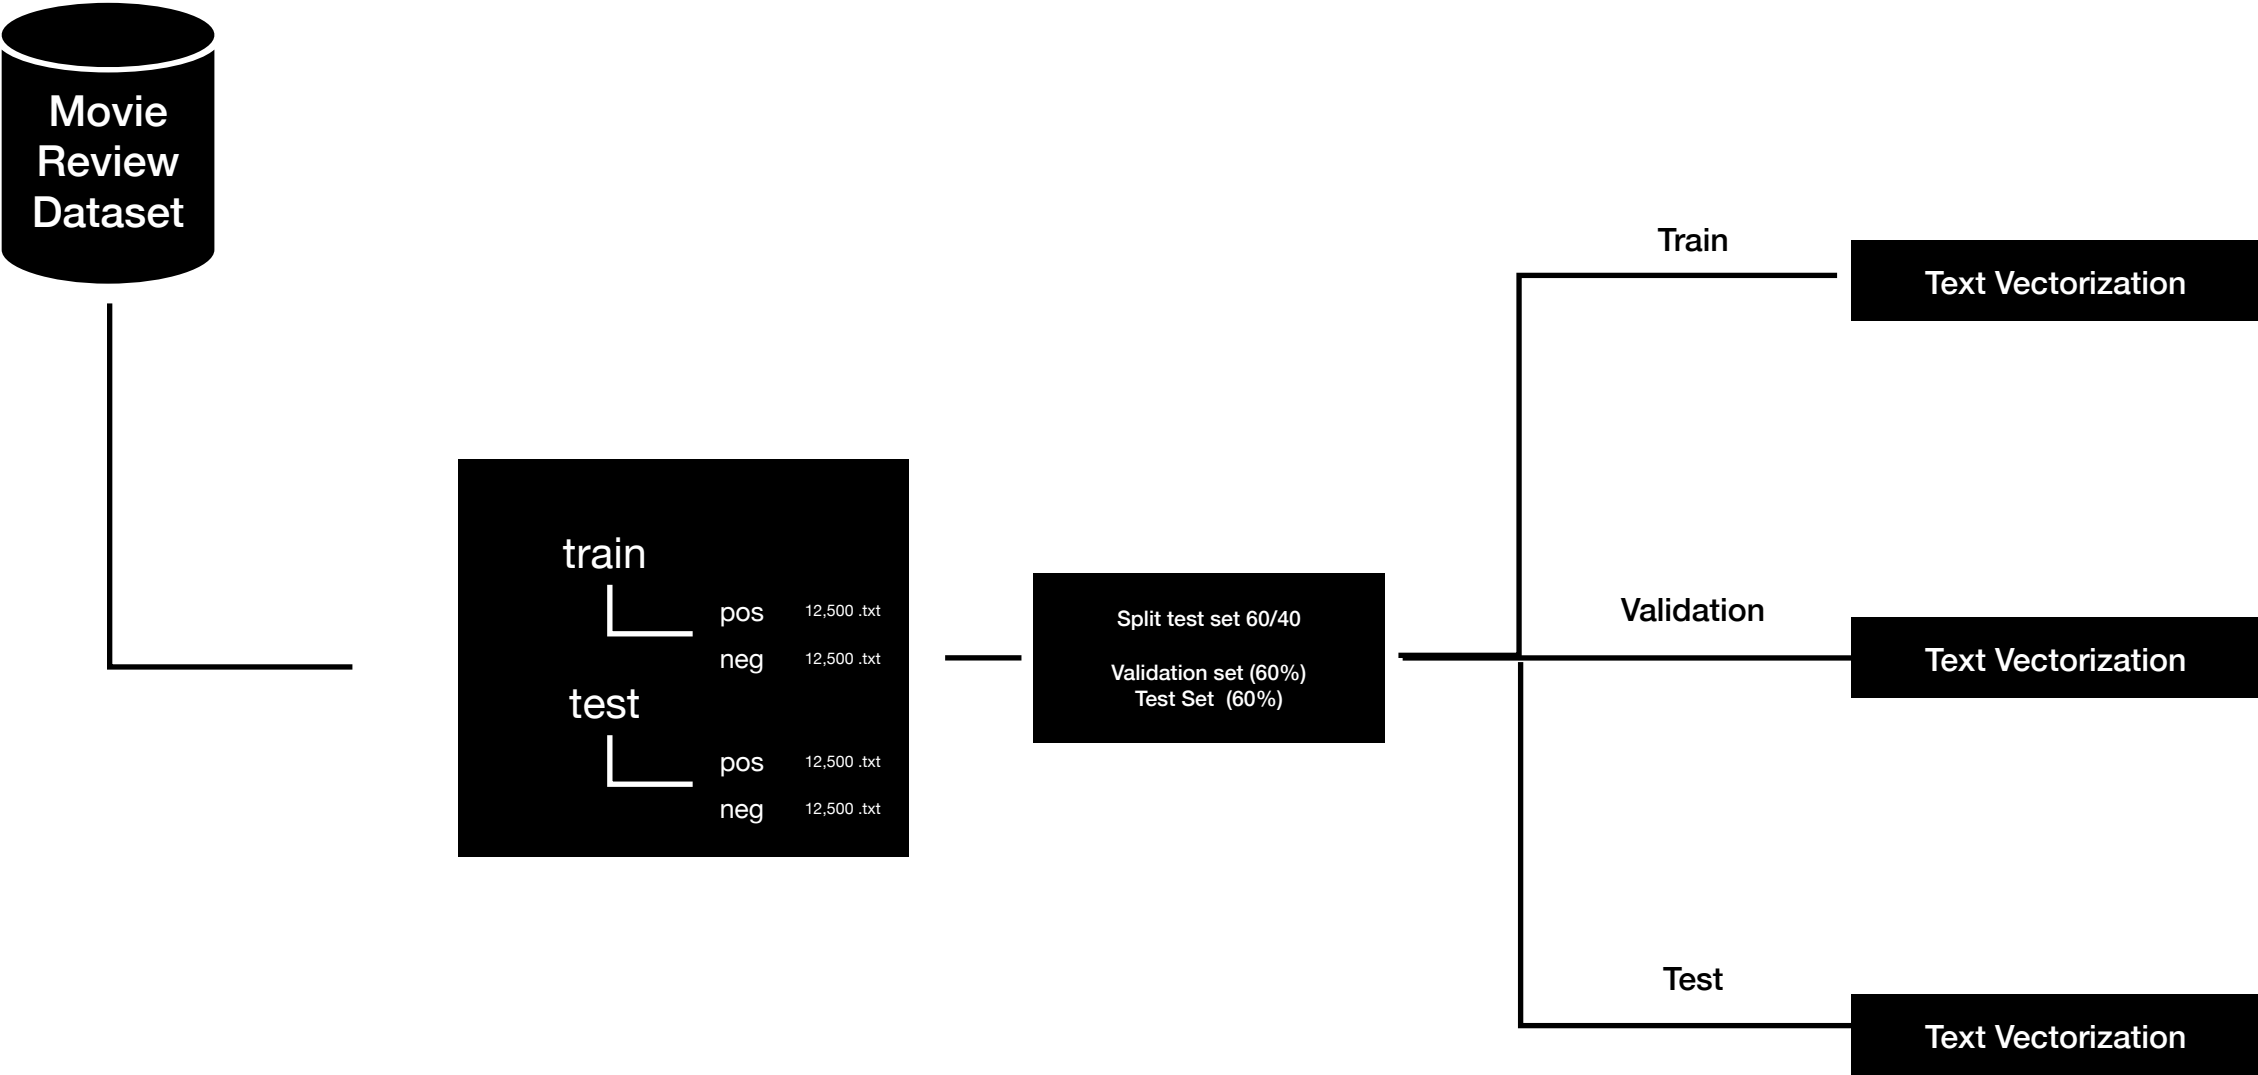 Movie
Review
Dataset
train
pos 12,500 .txt
neg 12,500 .txt
test
pos 12,500 .txt
neg 12,500 .txt
Split test set 60/40
Validation set (60%)
Test Set (60%)
Train
Text Vectorization
Validation
Text Vectorization
Test
Text Vectorization